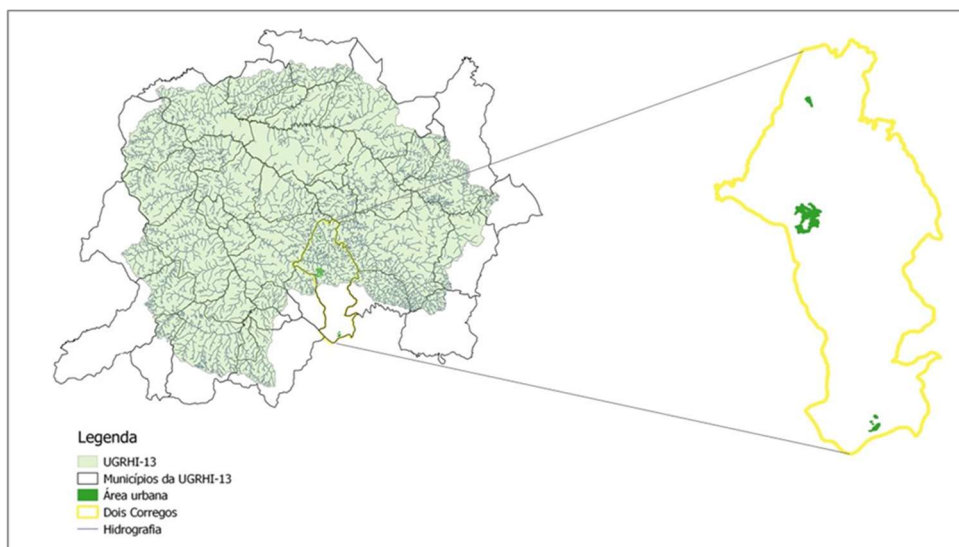 Legenda
UGRHI-13
Municípios da UGRHI-13
Área urbana
Dois Corregos
Hidrografia